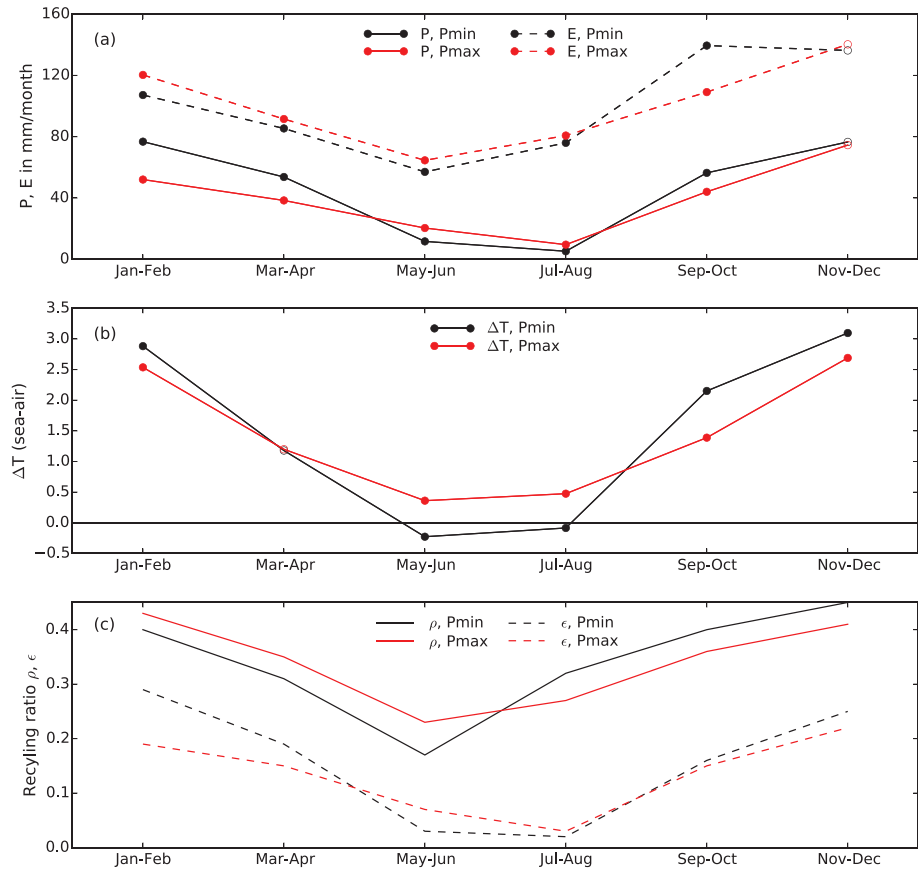 (a)
P, Pmin
P, Pmax
E, Pmin
E, Pmax
P, E in mm/month
160
120
80
40
0
Jan-Feb Mar-Apr May-Jun Jul-Aug Sep-Oct Nov-Dec
(b)
ΔT, Pmin
ΔT, Pmax
ΔT (sea-air)
3.5
3.0
2.5
2.0
1.5
1.0
0.5
0.0
−0.5
Jan-Feb Mar-Apr May-Jun Jul-Aug Sep-Oct Nov-Dec
(c)
ρ, Pmin
ρ, Pmax
ϵ, Pmin
ϵ, Pmax
Recyling ratio ρ, ϵ
0.4
0.3
0.2
0.1
0.0
Jan-Feb Mar-Apr May-Jun Jul-Aug Sep-Oct Nov-Dec